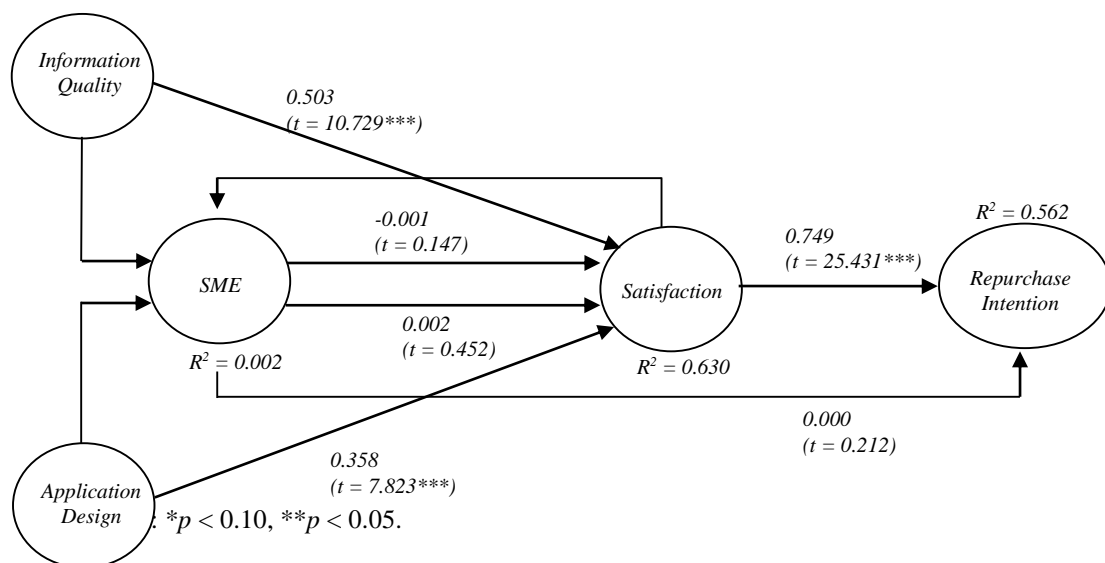 Information
Quality
0.503
(t = 10.729***)
-0.001
(t = 0.147)
SME
0.002
(t = 0.452)
R² = 0.002
Satisfaction
R² = 0.630
0.749
(t = 25.431***)
R² = 0.562
Repurchase
Intention
0.000
(t = 0.212)
0.358
(t = 7.823***)
Application
Design
: *p < 0.10, **p < 0.05.